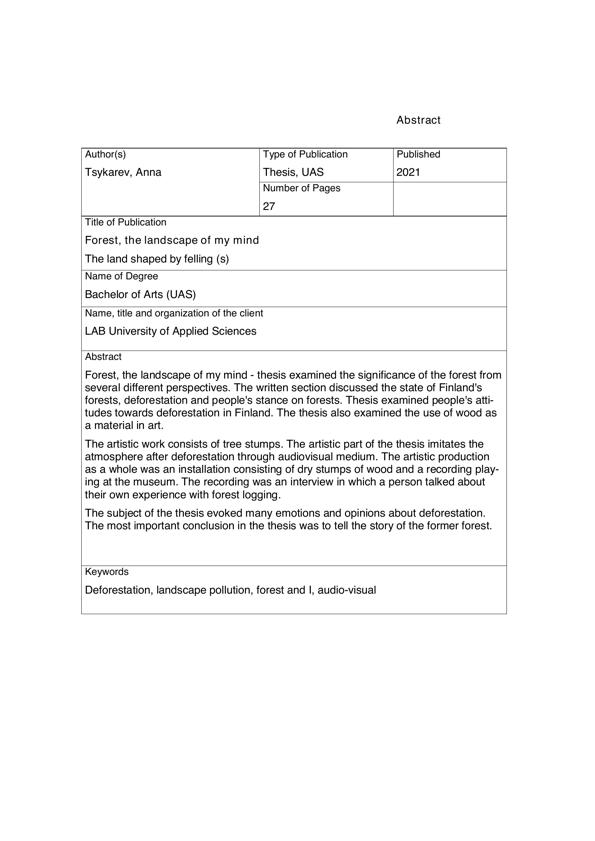 Abstract
Author(s)
Tsykarev, Anna
Type of Publication
Thesis, UAS
Published
2021
Number of Pages
27
Title of Publication
Forest, the landscape of my mind
The land shaped by felling (s)
Name of Degree
Bachelor of Arts (UAS)
Name, title and organization of the client
LAB University of Applied Sciences
Abstract
Forest, the landscape of my mind - thesis examined the significance of the forest from
several different perspectives. The written section discussed the state of Finland's
forests, deforestation and people's stance on forests. Thesis examined people's atti-
tudes towards deforestation in Finland. The thesis also examined the use of wood as
a material in art.
The artistic work consists of tree stumps. The artistic part of the thesis imitates the
atmosphere after deforestation through audiovisual medium. The artistic production
as a whole was an installation consisting of dry stumps of wood and a recording play-
ing at the museum. The recording was an interview in which a person talked about
their own experience with forest logging.
The subject of the thesis evoked many emotions and opinions about deforestation.
The most important conclusion in the thesis was to tell the story of the former forest.
Keywords
Deforestation, landscape pollution, forest and I, audio-visual